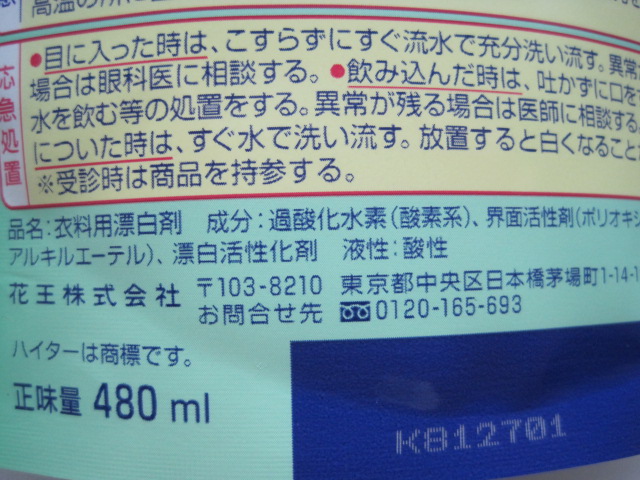 高温の所に
応急処置
●目に入った時は、こすらずにすぐ流水で充分洗い流す。異常
場合は眼科医に相談する。●飲み込んだ時は、吐かずに口をす
水を飲む等の処置をする。異常が残る場合は医師に相談する
についた時は、すぐ水で洗い流す。放置すると白くなること
※受診時は商品を持参する。
品名:衣料用漂白剤 成分:過酸化水素(酸素系)、界面活性剤(ポリオキシ
アルキルエーテル)、漂白活性化剤 液性:酸性
花王株式会社 〒103-8210 東京都中央区日本橋茅場町1-14-1
お問合せ先 0120-165-693
ハイターは商標です。
正味量 480 ml
K812701